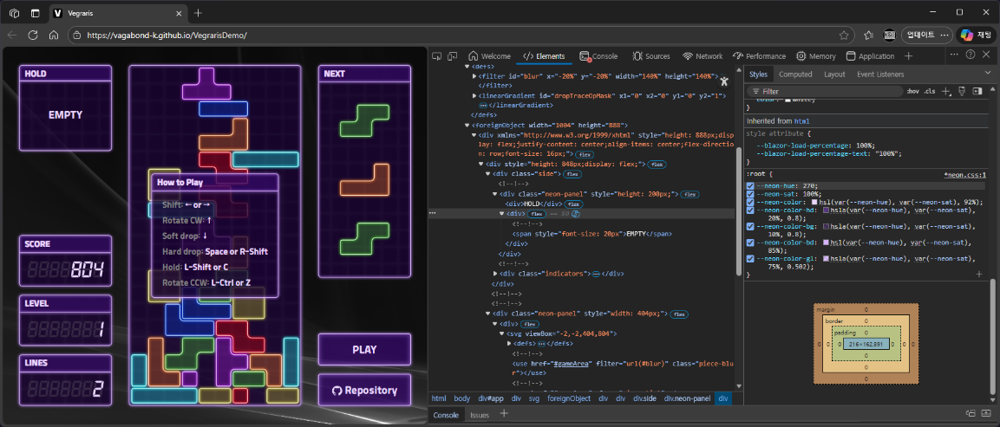 Vegraris
https://vagabond-k.github.io/VegrarisDemo/
업데이트
채팅
HOLD
EMPTY
SCORE
804
LEVEL
1
LINES
2
How to Play
Shift: ← or →
Rotate CW: ↑
Soft drop: ↓
Hard drop: Space or R-Shift
Hold: L-Shift or C
Rotate CCW: L-Ctrl or Z
NEXT
PLAY
Repository
Welcome
Elements
Console
Sources
Network
Performance
Memory
Application
<defs>
<filter id="blur" x="-20%" y="-20%" width="140%" height="140%">
</filter>
<linearGradient id="dropTraceOpMask" x1="0" x2="0" y1="0" y2="1">
</linearGradient>
</defs>
<foreignObject width="1004" height="888">
<div xmlns="http://www.w3.org/1999/xhtml" style="height: 888px;disp
lay: flex;justify-content: center;align-items: center;flex-directio
n: row;font-size: 16px;"> flex
<div style="height: 848px;display: flex;"> flex
<div class="side">
<!--!-->
<div class="neon-panel" style="height: 200px;"> flex
<div>HOLD</div> flex
<div> flex == $0
<!--!-->
<span style="font-size: 20px">EMPTY</span>
</div>
</div>
<!--!-->
<div class="indicators"> </div>
</div>
<!--!-->
<!--!-->
<div class="neon-panel" style="width: 404px;"> flex
<div> flex
<svg viewBox="-2,-2,404,804">
<defs> </defs>
<!--!-->
<use href="#gameArea" filter="url(#blur)" class="piece-blu
r"></use>
<!--!-->
html body div#app div svg foreignObject div div div.side div.neon-panel div
Console
Issues
Styles
Computed
Layout
Event Listeners
Filter
:hov .cls
}
Inherited from html
style attribute {
--blazor-load-percentage: 100%;
--blazor-load-percentage-text: "100%";
}
:root {
*neon.css:1
--neon-hue: 270;
--neon-sat: 100%;
--neon-color: hsl(var(--neon-hue), var(--neon-sat), 92%);
--neon-color-hd: hsla(var(--neon-hue), var(--neon-sat),
20%, 0.8);
--neon-color-bg: hsla(var(--neon-hue), var(--neon-sat),
10%, 0.8);
--neon-color-bd: hsla(var(--neon-hue), var(--neon-sat),
85%);
--neon-color-gl: hsla(var(--neon-hue), var(--neon-sat),
75%, 0.502);
}
margin 0
border 0
padding 0
0 0 0 216×162.891 0 0 0
0
0
0